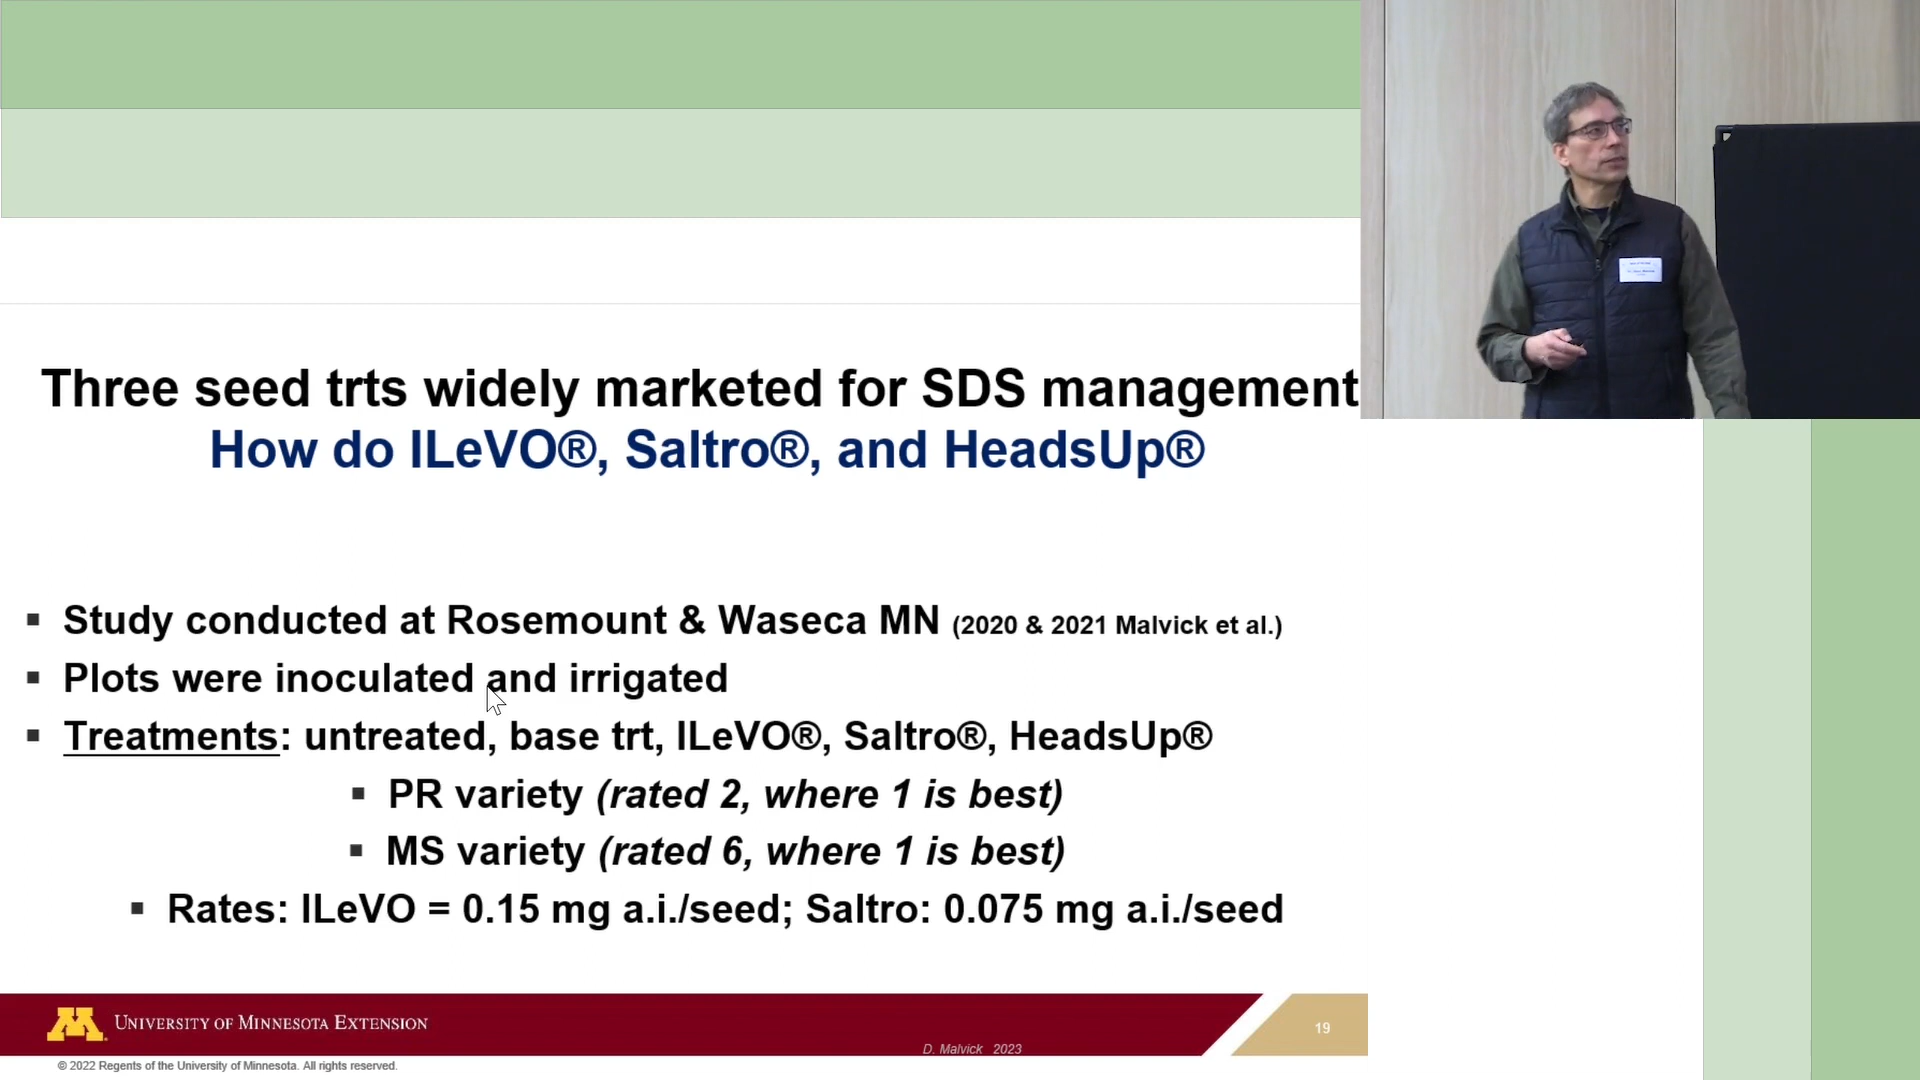 Three seed trts widely marketed for SDS management
How do ILeVO®, Saltro®, and HeadsUp®
▪ Study conducted at Rosemount & Waseca MN (2020 & 2021 Malvick et al.)
▪ Plots were inoculated and irrigated
▪ Treatments: untreated, base trt, ILeVO®, Saltro®, HeadsUp®
▪ PR variety (rated 2, where 1 is best)
▪ MS variety (rated 6, where 1 is best)
▪ Rates: ILeVO = 0.15 mg a.i./seed; Saltro: 0.075 mg a.i./seed
M UNIVERSITY OF MINNESOTA EXTENSION
19
D. Malvick 2023
© 2022 Regents of the University of Minnesota. All rights reserved.